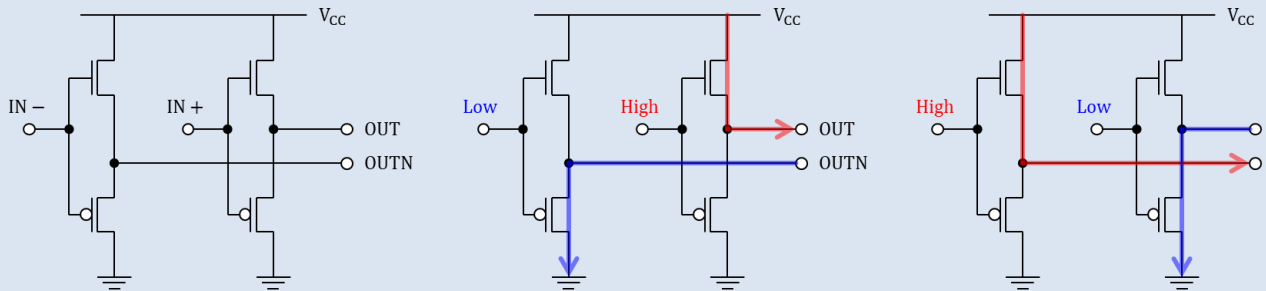 V_CC
IN −
IN +
OUT
OUTN
V_CC
Low
High
OUT
OUTN
V_CC
High
Low